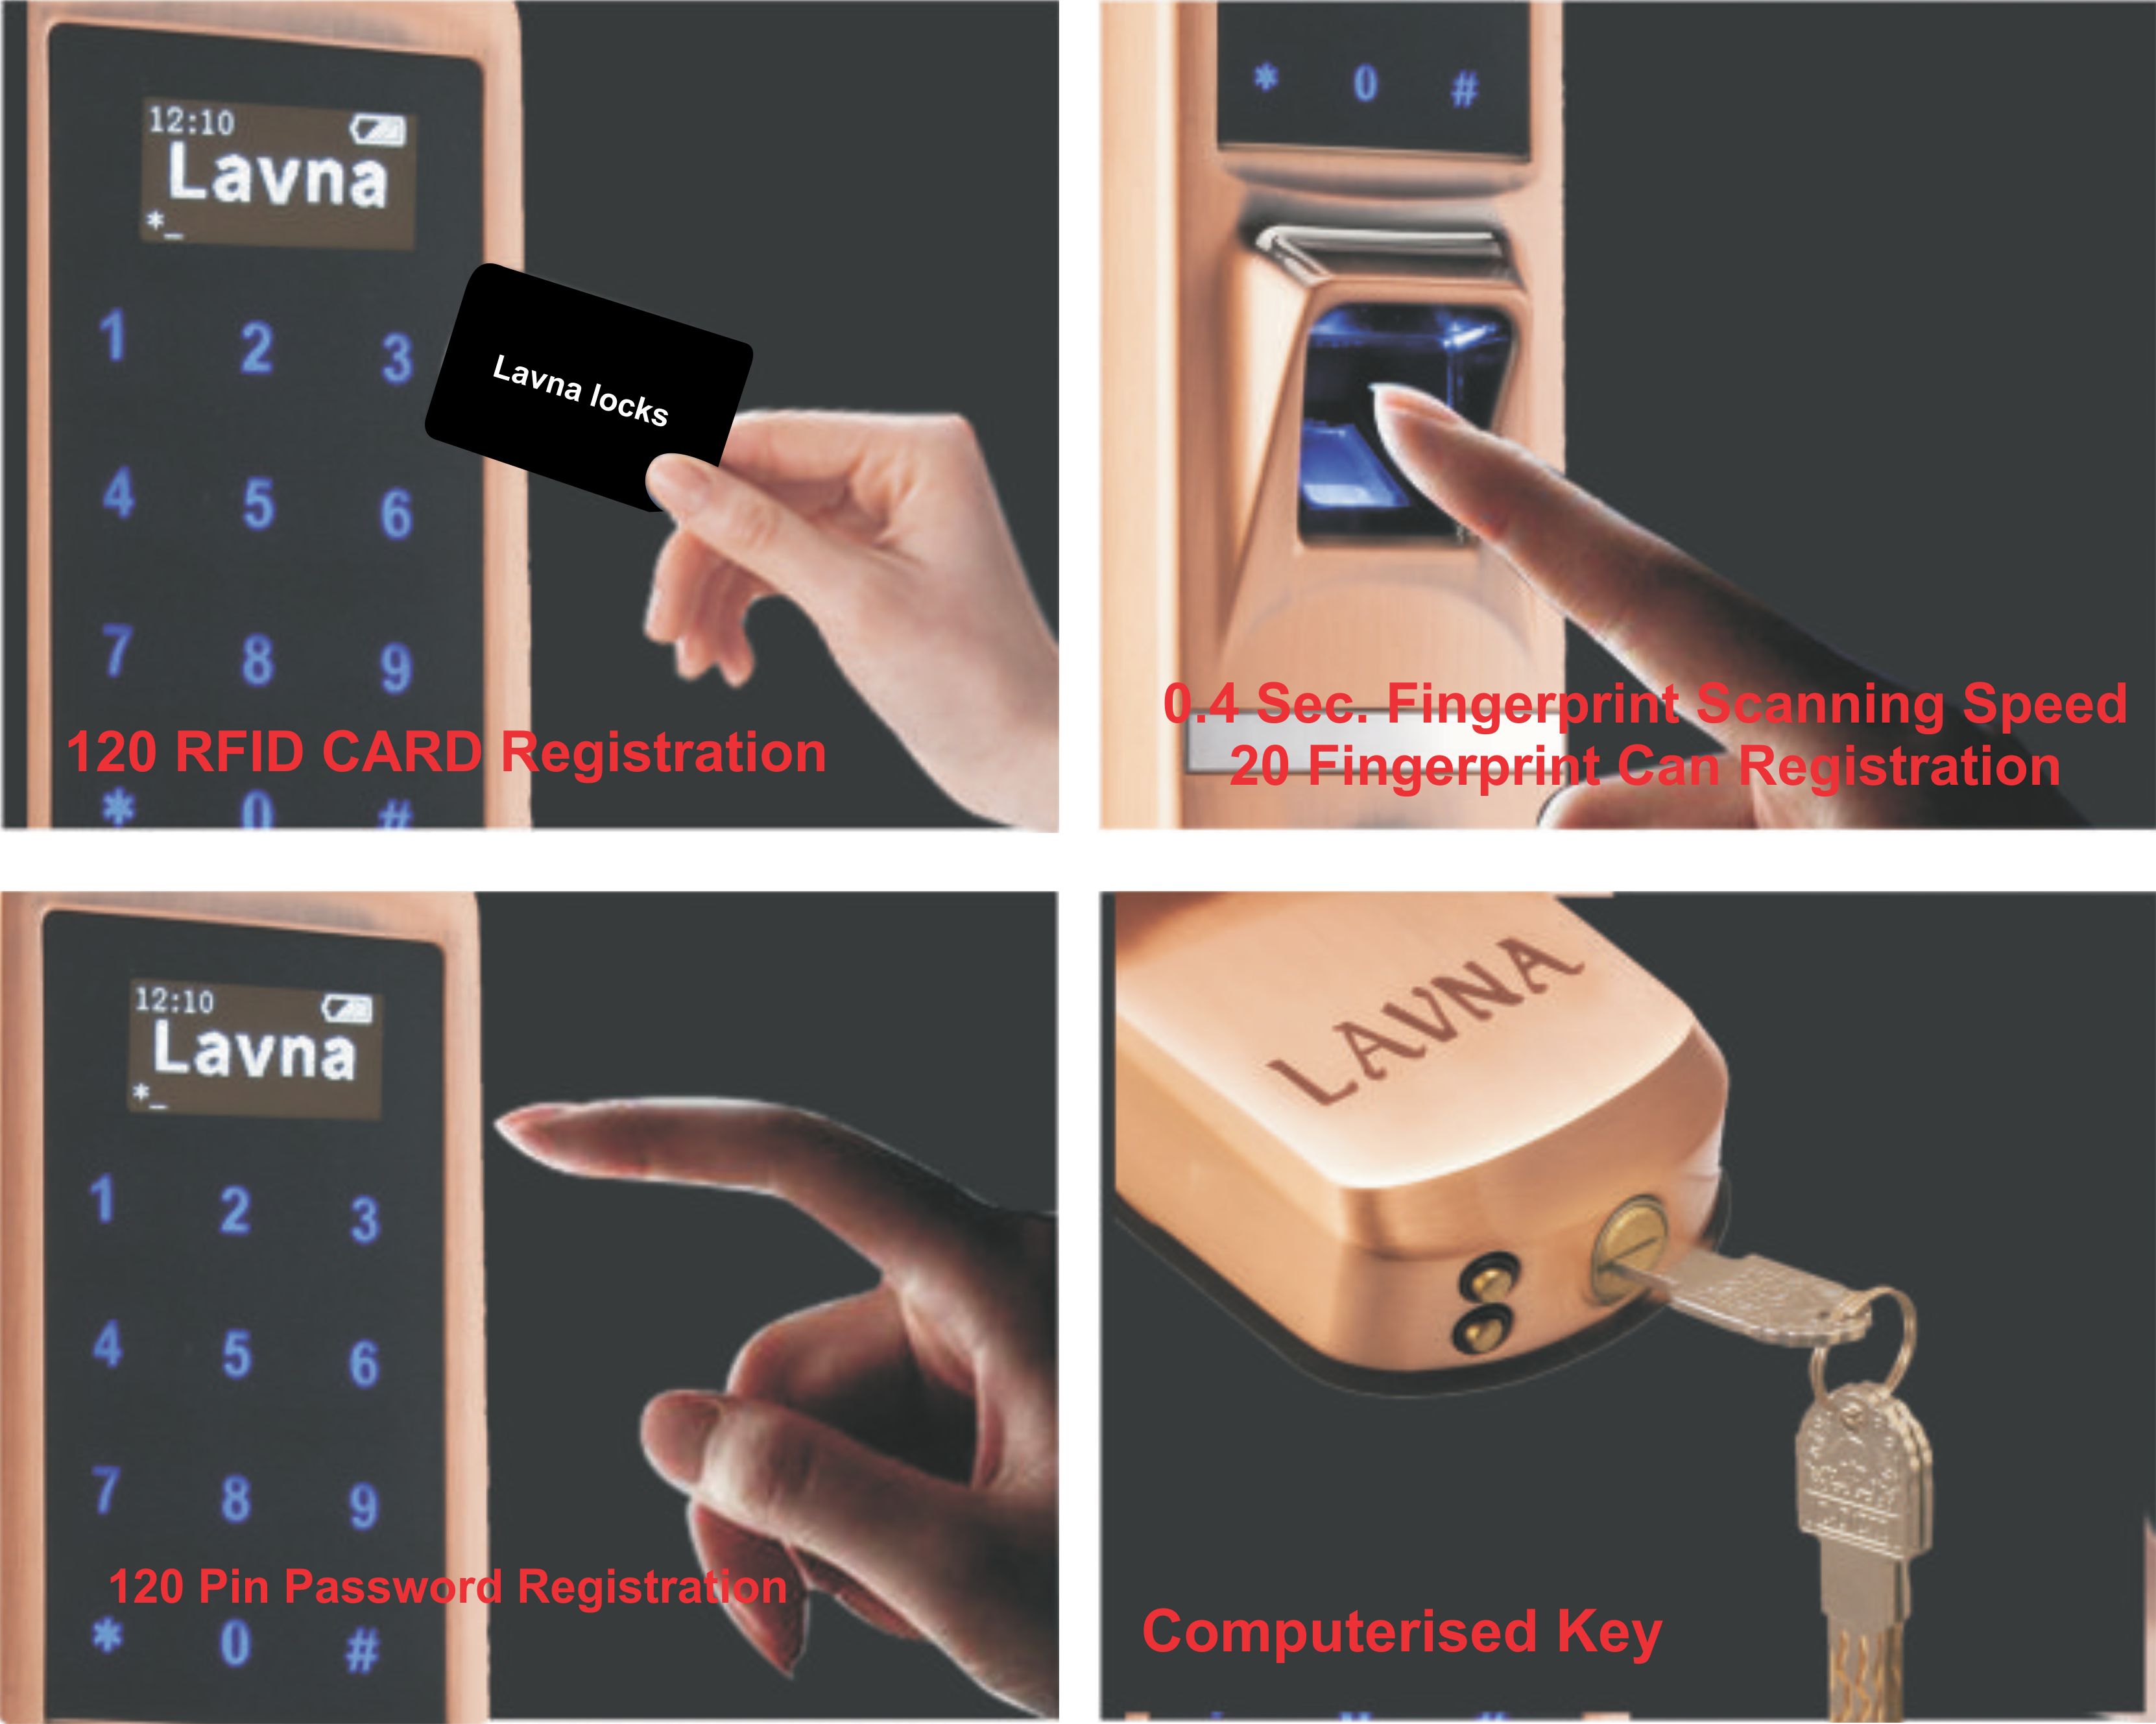 12:10
Lavna
*_
1 2 3
4 5 6
7 8 9
* 0 #
Lavna locks
120 RFID CARD Registration
* 0 #
0.4 Sec. Fingerprint Scanning Speed
20 Fingerprint Can Registration
12:10
Lavna
*_
1 2 3
4 5 6
7 8 9
120 Pin Password Registration
* 0 #
LAVNA
Computerised Key